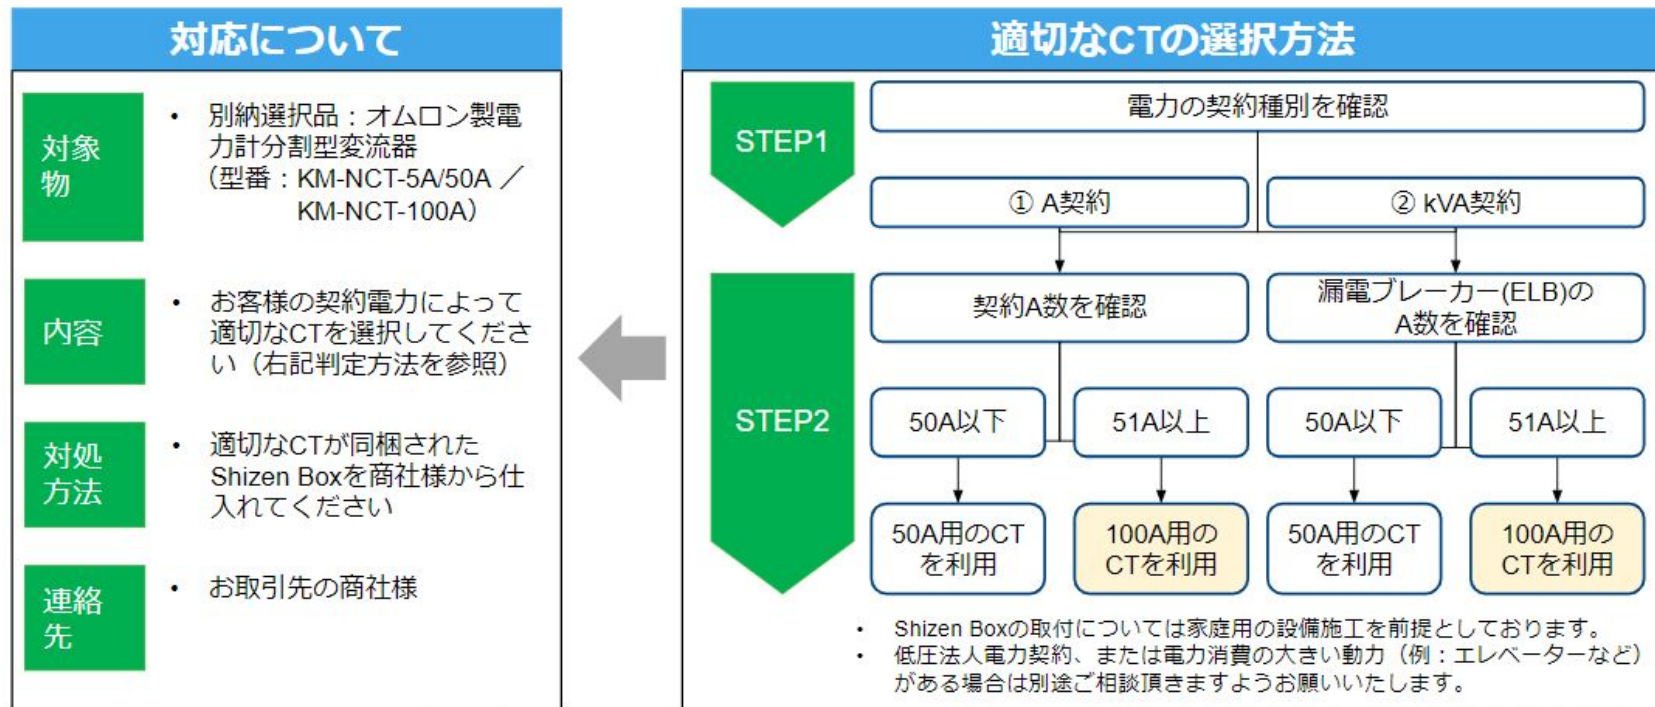 対応について
対象
物
・ 別納選択品：オムロン製電
力計分割型変流器
（型番：KM-NCT-5A/50A ／
KM-NCT-100A）
内容
・ お客様の契約電力によって
適切なCTを選択してくださ
い（右記判定方法を参照）
対処
方法
・ 適切なCTが同梱された
Shizen Boxを商社様から仕
入れてください
連絡
先
・ お取引先の商社様
適切なCTの選択方法
STEP1
電力の契約種別を確認
① A契約
② kVA契約
STEP2
契約A数を確認
漏電ブレーカー(ELB)の
A数を確認
50A以下
51A以上
50A以下
51A以上
50A用のCT
を利用
100A用の
CTを利用
50A用のCT
を利用
100A用の
CTを利用
・ Shizen Boxの取付については家庭用の設備施工を前提としております。
・ 低圧法人電力契約、または電力消費の大きい動力（例：エレベーターなど）
がある場合は別途ご相談頂きますようお願いいたします。